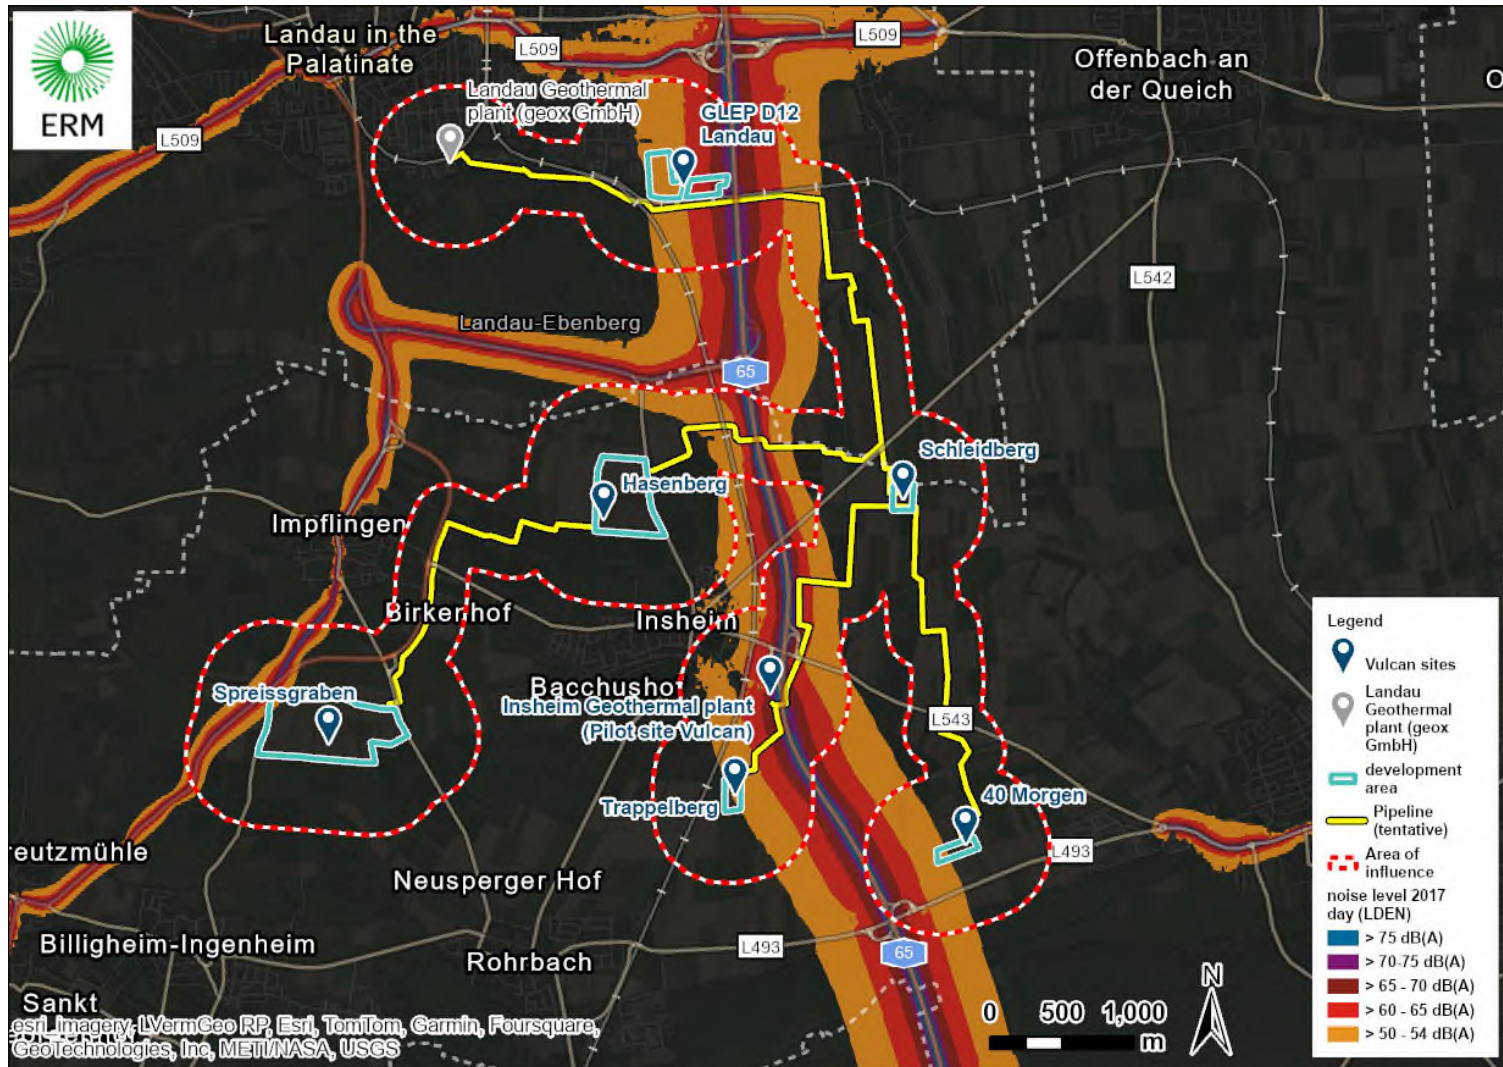 ERM
Landau in the
Palatinate
L509
L509
L509
Offenbach an
der Queich
O
Landau Geothermal
plant (geox GmbH)
GLEP D12
Landau
L542
Landau-Ebenberg
65
Schleidberg
Hasenberg
Impflingen
Birkenhof
Insheim
Spreissgraben
Bacchushof
Insheim Geothermal plant
(Pilot site Vulcan)
L543
Trappelberg
40 Morgen
L493
reutzmühle
Neusperger Hof
Billigheim-Ingenheim
Rohrbach
L493
65
Sankt
esri_Imagery, LVermGeo RP, Esri, TomTom, Garmin, Foursquare,
GeoTechnologies, Inc, METI/NASA, USGS
N
0 500 1,000
m
Legend
Vulcan sites
Landau
Geothermal
plant (geox
GmbH)
development
area
Pipeline
(tentative)
Area of
influence
noise level 2017
day (LDEN)
> 75 dB(A)
> 70-75 dB(A)
> 65 - 70 dB(A)
> 60 - 65 dB(A)
> 50 - 54 dB(A)